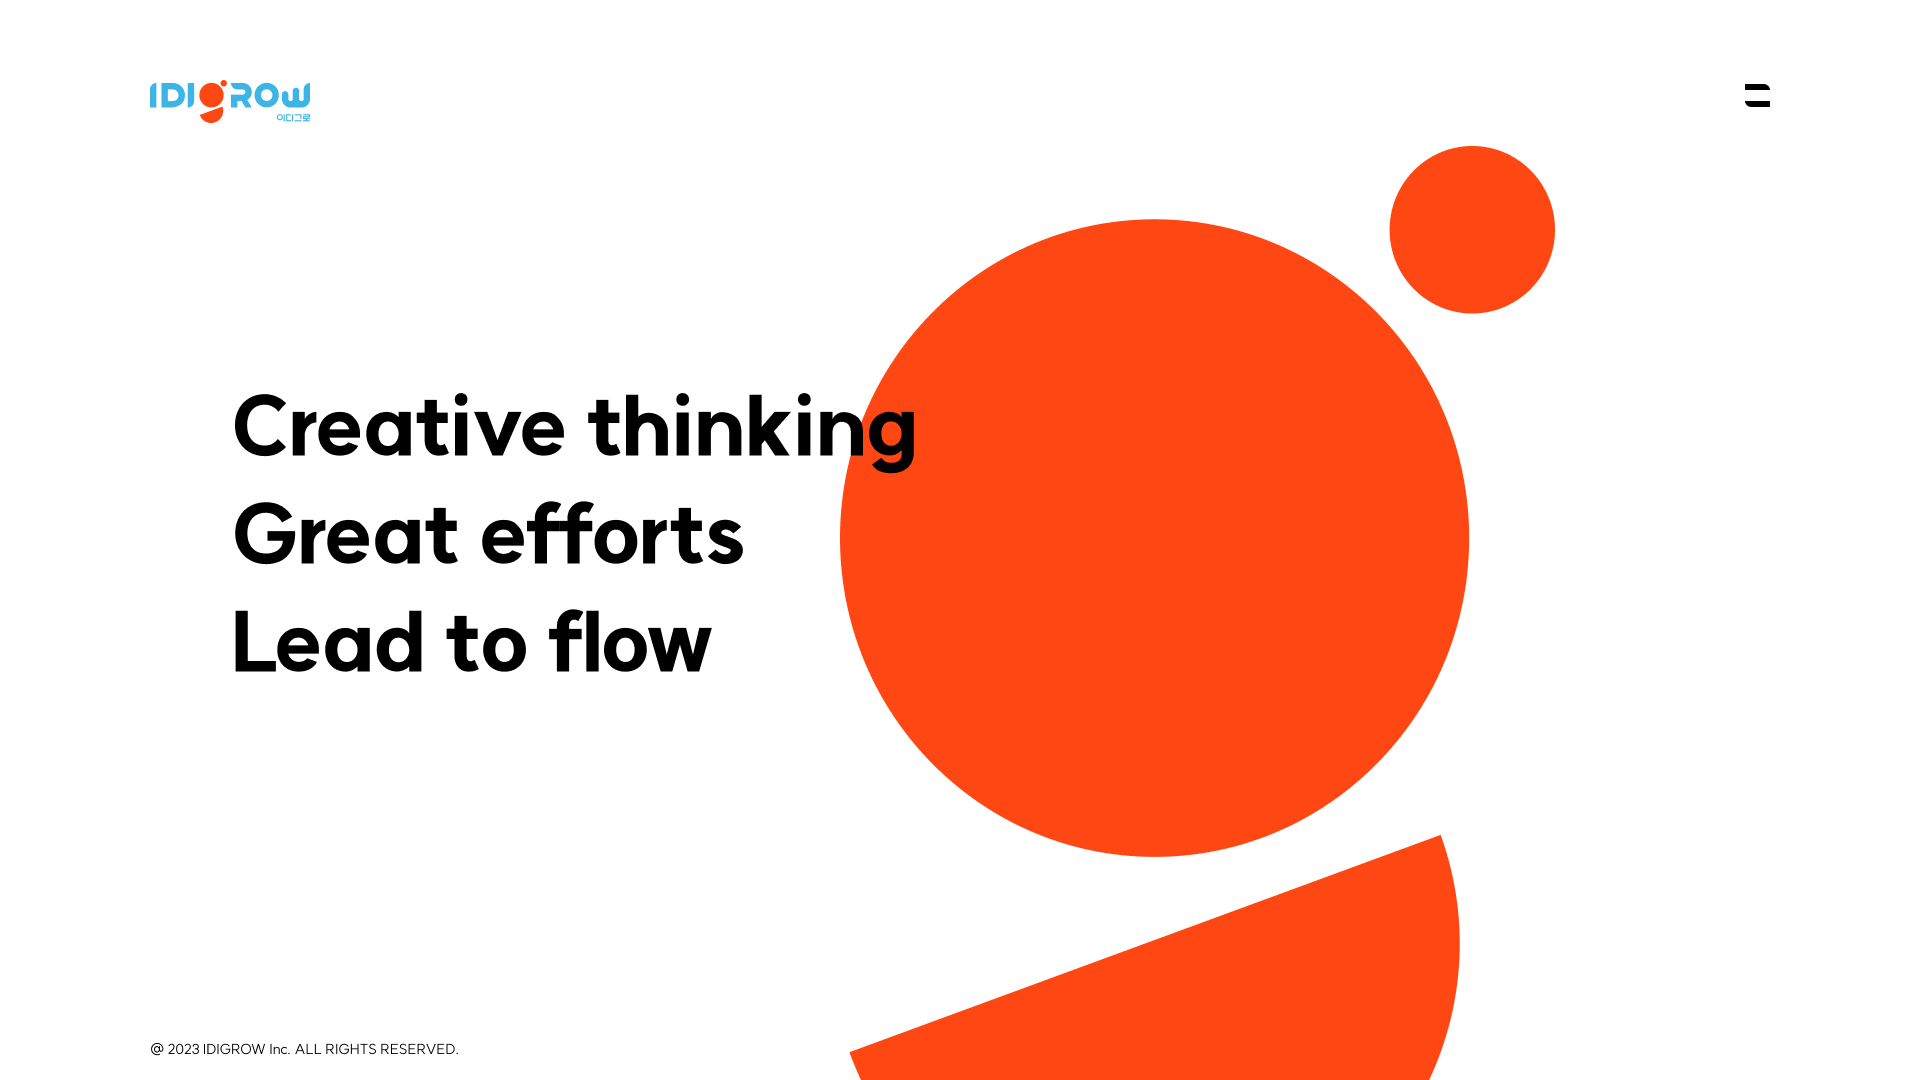 IDIGROW
이디그로
Creative thinking
Great efforts
Lead to flow
@ 2023 IDIGROW Inc. ALL RIGHTS RESERVED.